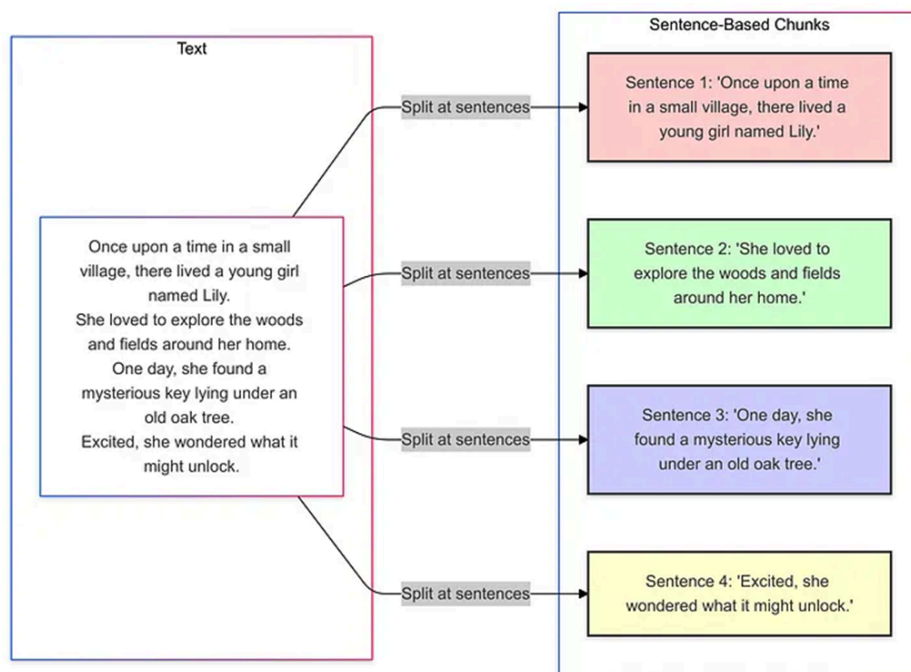 Text
Once upon a time in a small
village, there lived a young girl
named Lily.
She loved to explore the woods
and fields around her home.
One day, she found a
mysterious key lying under an
old oak tree.
Excited, she wondered what it
might unlock.
Split at sentences
Split at sentences
Split at sentences
Split at sentences
Sentence-Based Chunks
Sentence 1: 'Once upon a time
in a small village, there lived a
young girl named Lily.'
Sentence 2: 'She loved to
explore the woods and fields
around her home.'
Sentence 3: 'One day, she
found a mysterious key lying
under an old oak tree.'
Sentence 4: 'Excited, she
wondered what it might unlock.'